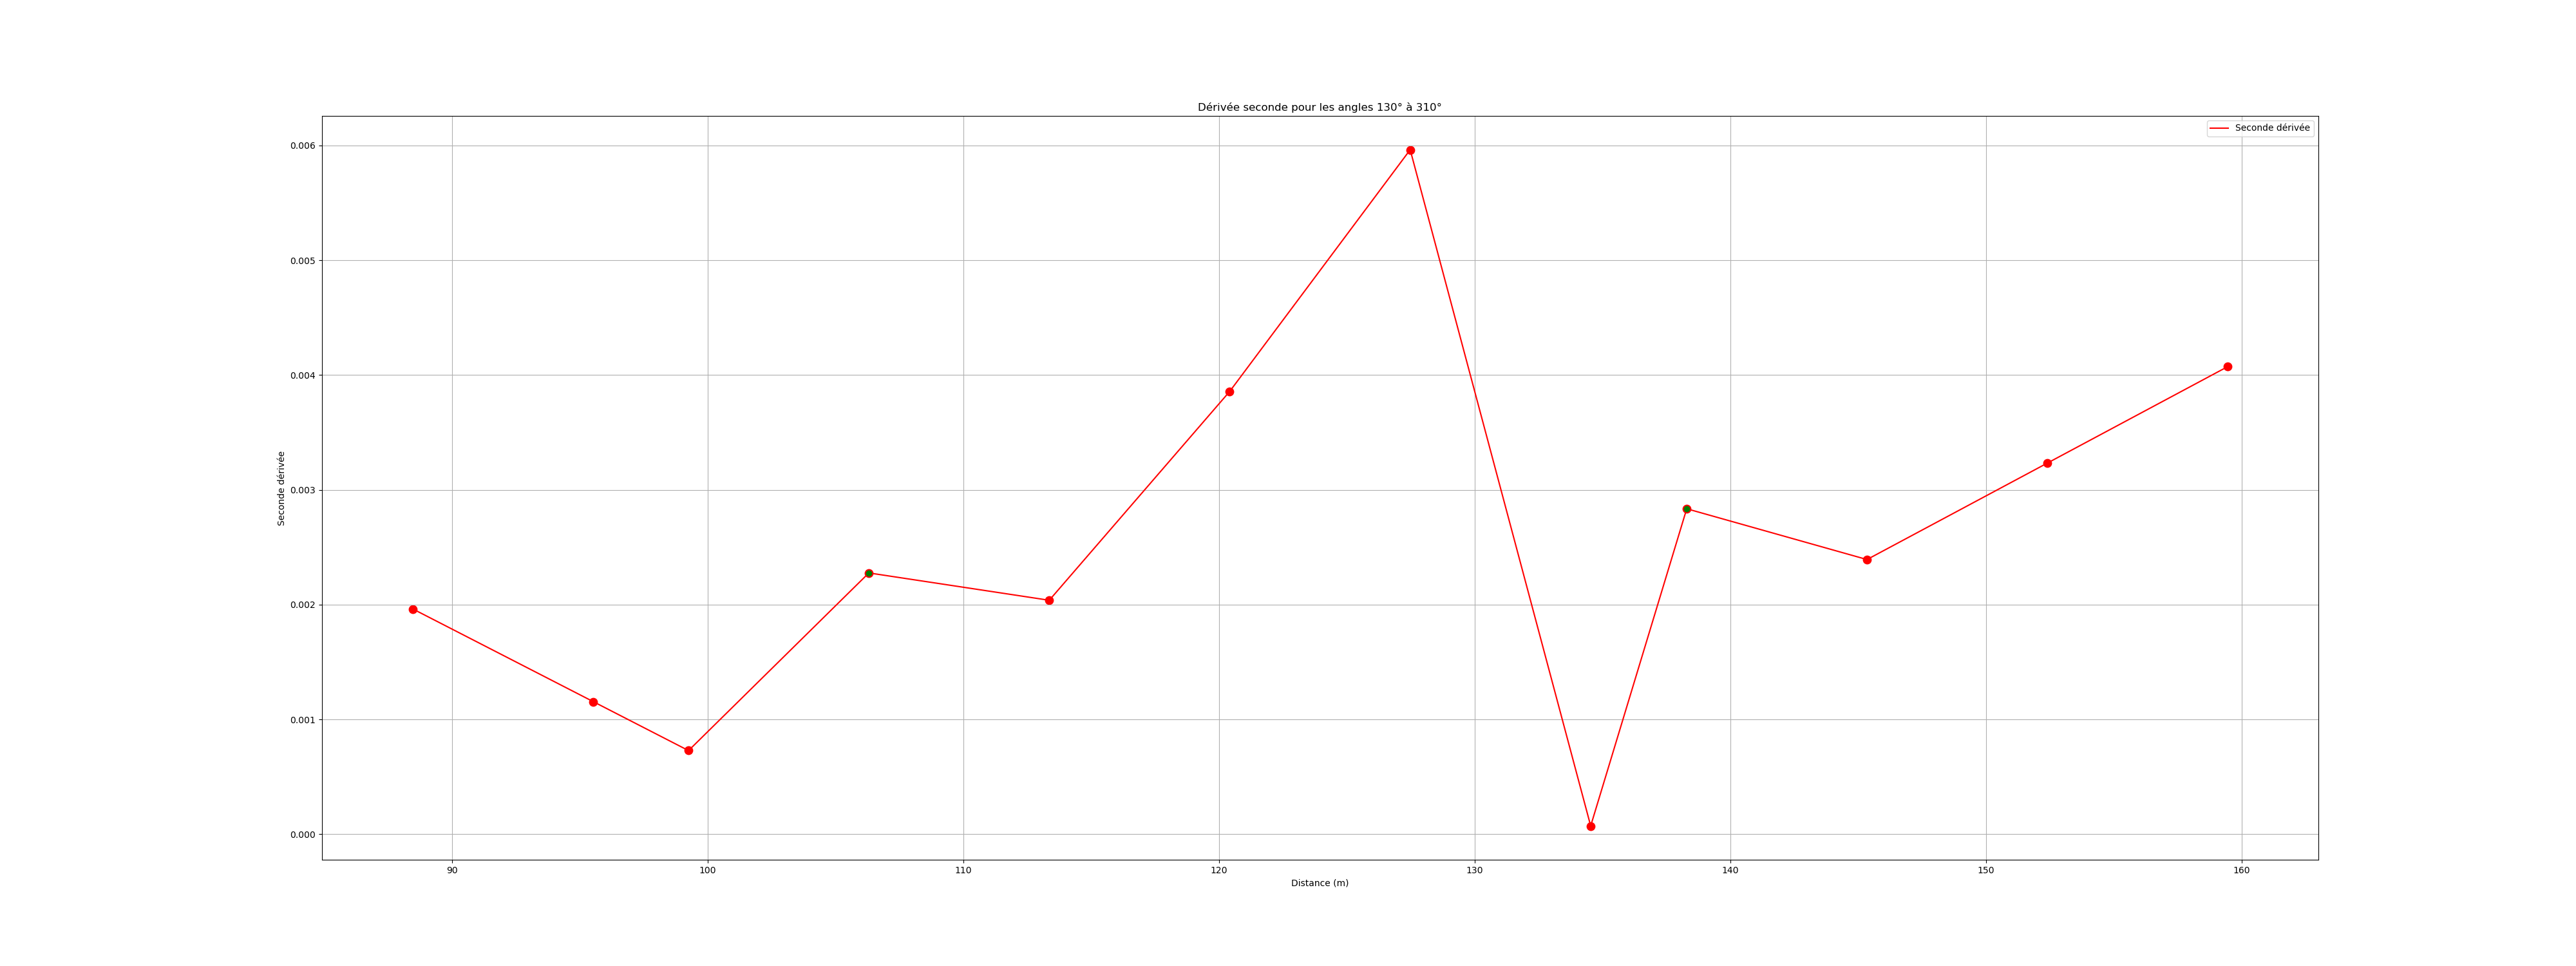 Dérivée seconde pour les angles 130° à 310°
Seconde dérivée
0.006
0.005
0.004
0.003
0.002
0.001
0.000
Seconde dérivée
90 100 110 120 130 140 150 160
Distance (m)